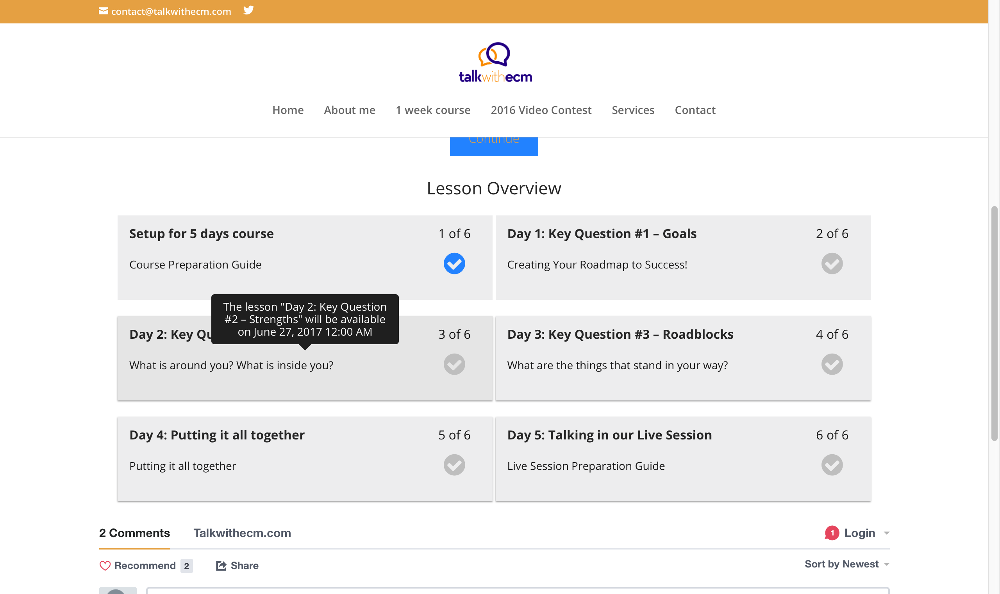 contact@talkwithecm.com
talkwithecm
Home About me 1 week course 2016 Video Contest Services Contact
Continue
Lesson Overview
Setup for 5 days course 1 of 6
Course Preparation Guide
Day 1: Key Question #1 – Goals 2 of 6
Creating Your Roadmap to Success!
The lesson "Day 2: Key Question
#2 – Strengths" will be available
on June 27, 2017 12:00 AM
Day 2: Key Qu 3 of 6
What is around you? What is inside you?
Day 3: Key Question #3 – Roadblocks 4 of 6
What are the things that stand in your way?
Day 4: Putting it all together 5 of 6
Putting it all together
Day 5: Talking in our Live Session 6 of 6
Live Session Preparation Guide
2 Comments Talkwithecm.com 1 Login
Recommend 2 Share Sort by Newest